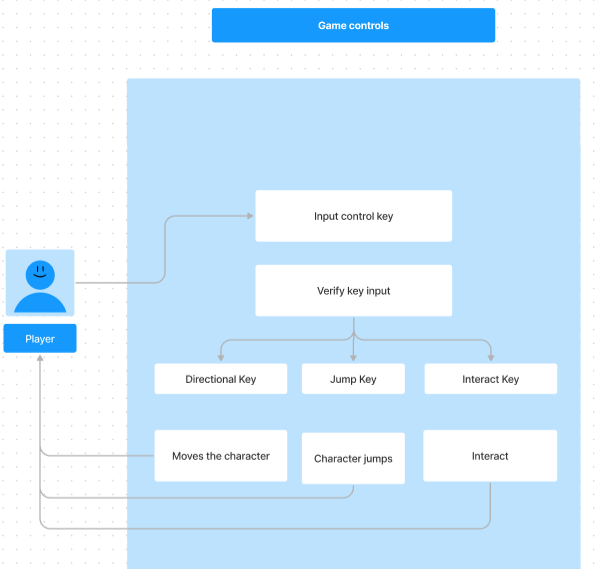 Game controls
Input control key
Verify key input
Player
Directional Key
Jump Key
Interact Key
Moves the character
Character jumps
Interact